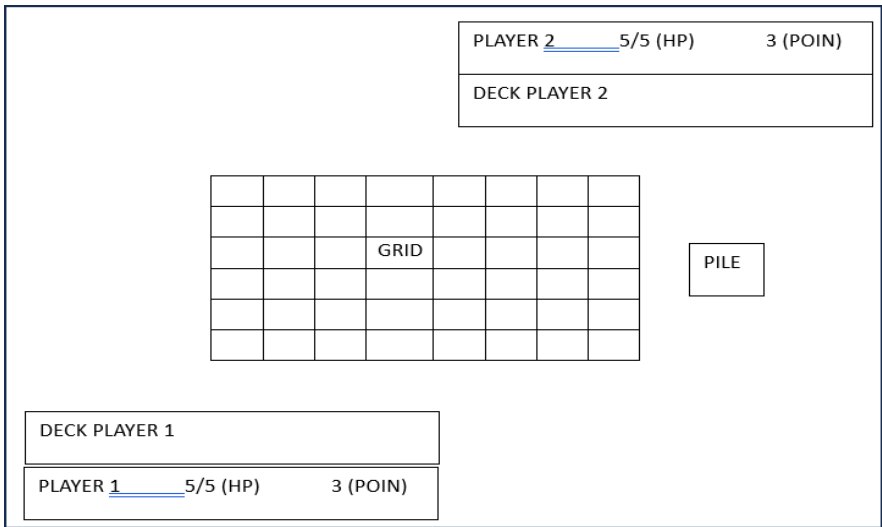 PLAYER 2 5/5 (HP) 3 (POIN)
DECK PLAYER 2
GRID
PILE
DECK PLAYER 1
PLAYER 1 5/5 (HP) 3 (POIN)